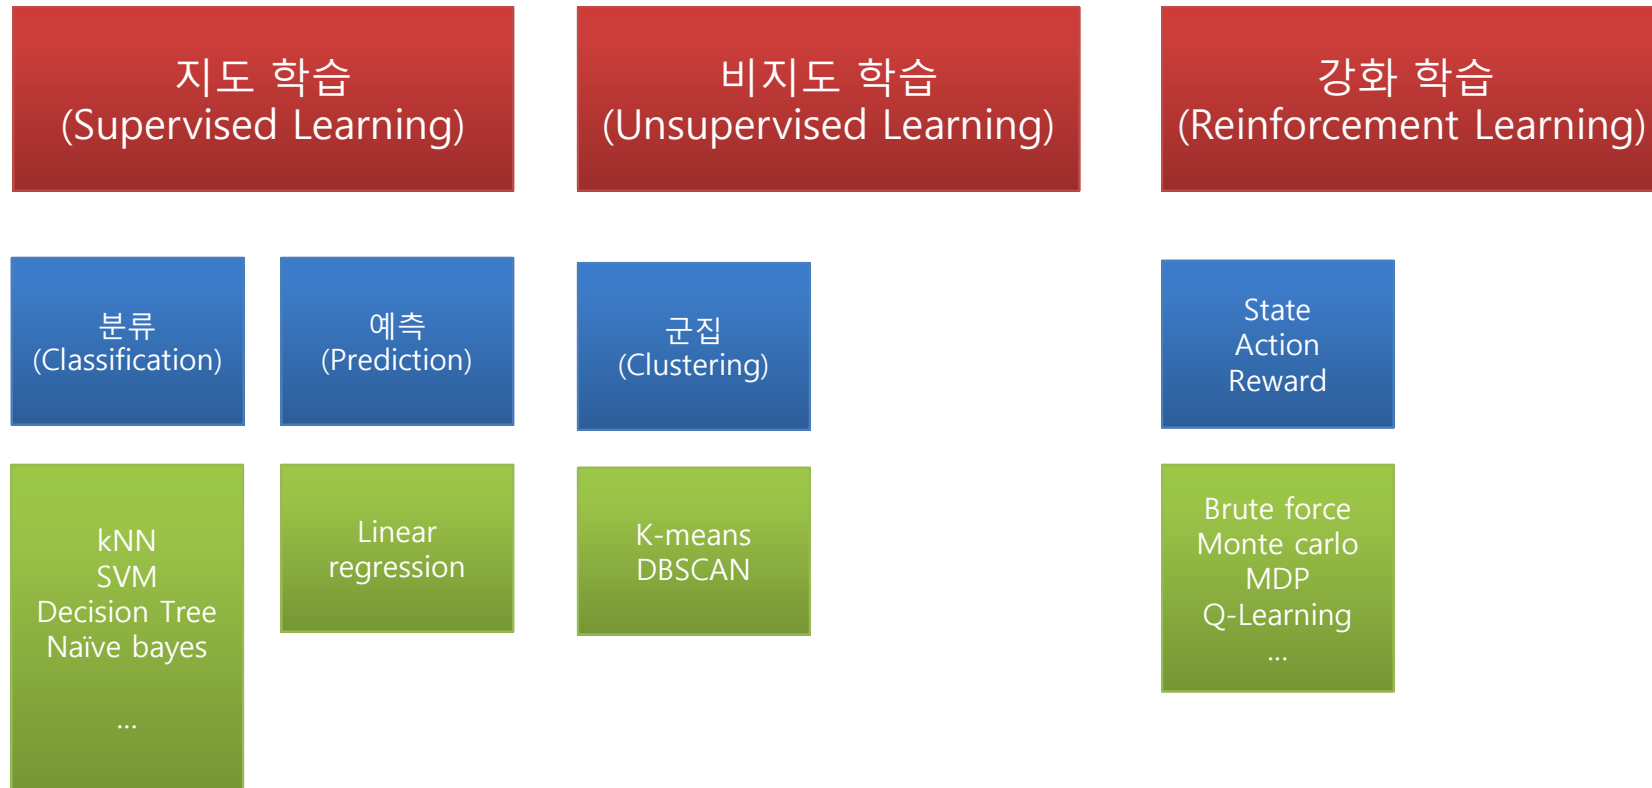 지도 학습
(Supervised Learning)
비지도 학습
(Unsupervised Learning)
강화 학습
(Reinforcement Learning)
분류
(Classification)
예측
(Prediction)
군집
(Clustering)
State
Action
Reward
kNN
SVM
Decision Tree
Naïve bayes
...
Linear
regression
K-means
DBSCAN
Brute force
Monte carlo
MDP
Q-Learning
...